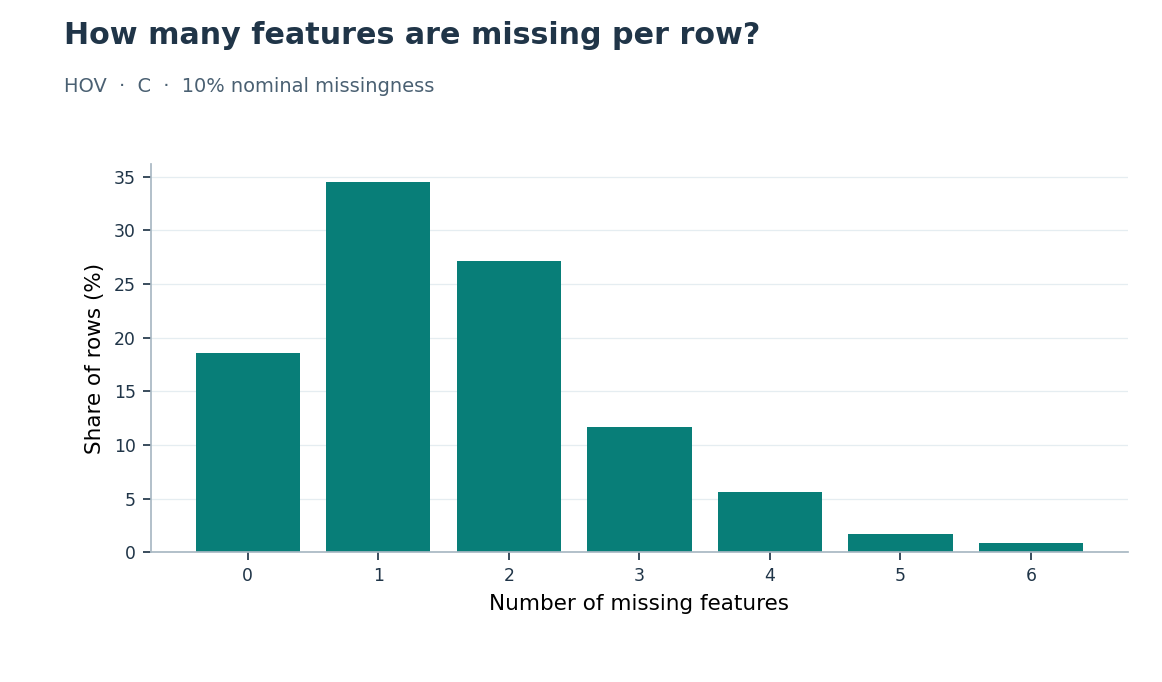 How many features are missing per row?
HOV · C · 10% nominal missingness
Share of rows (%)
35
30
25
20
15
10
5
0
0 1 2 3 4 5 6
Number of missing features